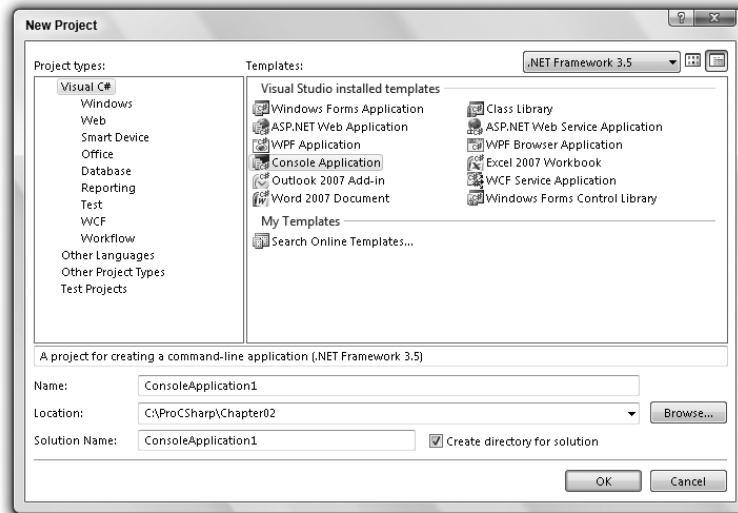 New Project
Project types:
Templates:
.NET Framework 3.5
Visual C#
Windows
Web
Smart Device
Office
Database
Reporting
Test
WCF
Workflow
Other Languages
Other Project Types
Test Projects
Visual Studio installed templates
Windows Forms Application
Class Library
ASP.NET Web Application
ASP.NET Web Service Application
WPF Application
WPF Browser Application
Console Application
Excel 2007 Workbook
Outlook 2007 Add-in
WCF Service Application
Word 2007 Document
Windows Forms Control Library
My Templates
Search Online Templates...
A project for creating a command-line application (.NET Framework 3.5)
Name:
ConsoleApplication1
Location:
C:\ProCSharp\Chapter02
Browse...
Solution Name:
ConsoleApplication1
Create directory for solution
OK
Cancel